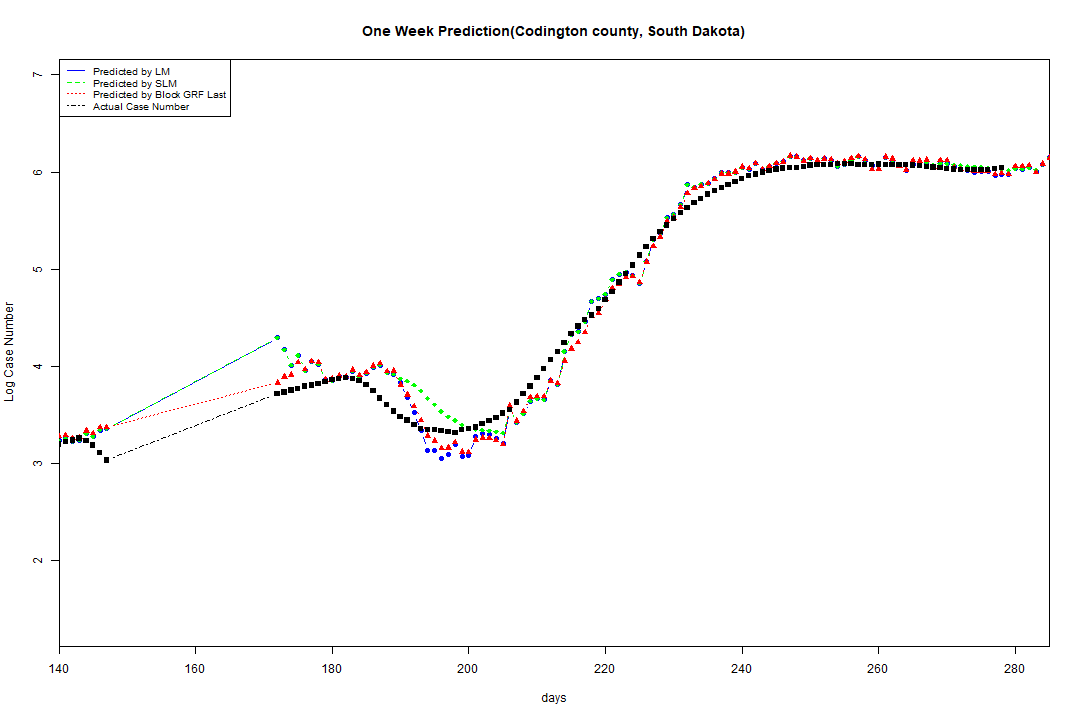 One Week Prediction(Codington county, South Dakota)
Predicted by LM
Predicted by SLM
Predicted by Block GRF Last
Actual Case Number
7
6
5
4
3
2
Log Case Number
140 160 180 200 220 240 260 280
days